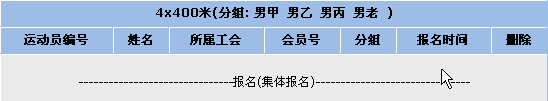 4x400米(分组: 男甲 男乙 男丙 男老 )
运动员编号 姓名 所属工会 会员号 分组 报名时间 删除
-------------------------------报名(集体报名)-------------------------------